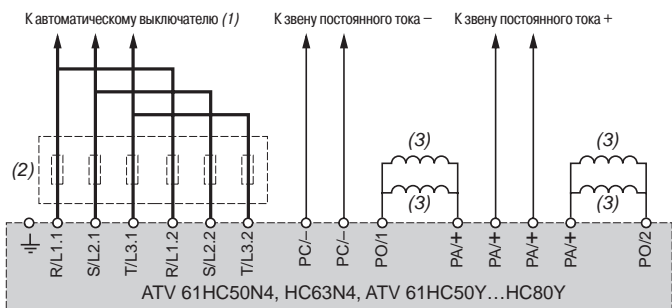 К автоматическому выключателю (1)
К звену постоянного тока –
К звену постоянного тока +
(2)
(3)
(3)
(3)
(3)
R/L1.1
S/L2.1
T/L3.1
R/L1.2
S/L2.2
T/L3.2
PC/–
PC/–
PO/1
PA/+
PA/+
PA/+
PA/+
PO/2
ATV 61HC50N4, HC63N4, ATV 61HC50Y...HC80Y